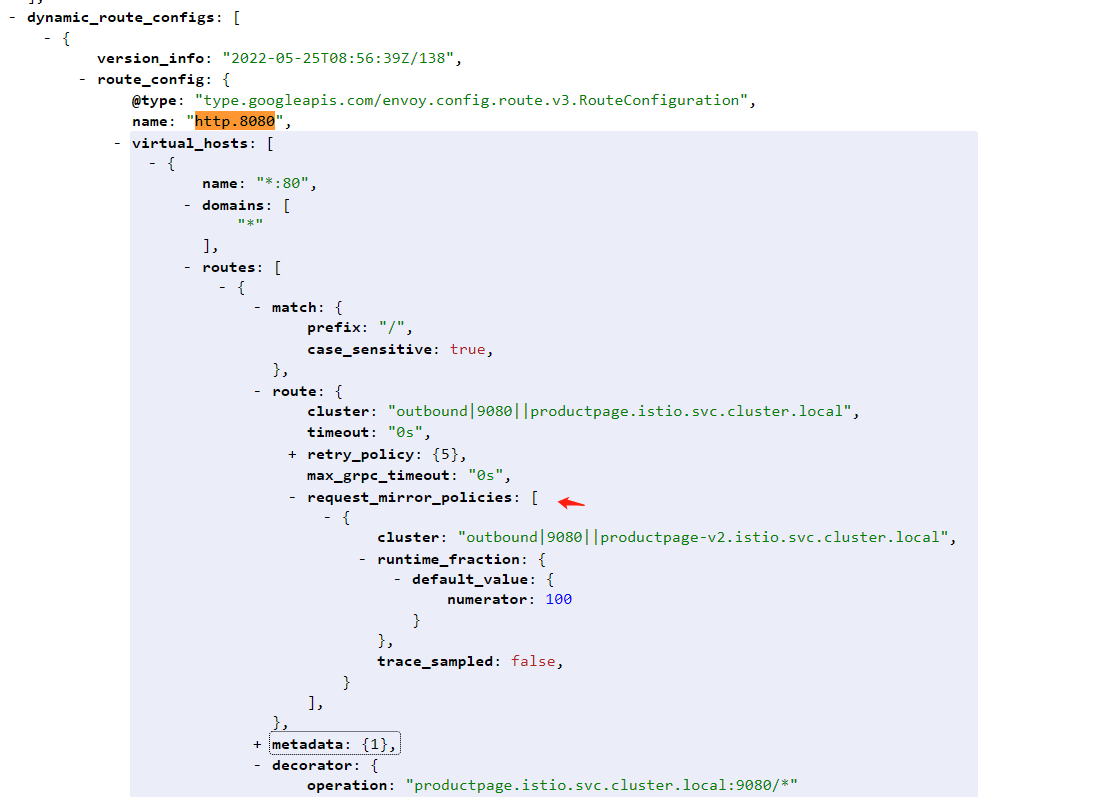 ],
- dynamic_route_configs: [
- {
version_info: "2022-05-25T08:56:39Z/138",
- route_config: {
@type: "type.googleapis.com/envoy.config.route.v3.RouteConfiguration",
name: "http.8080",
- virtual_hosts: [
- {
name: "*:80",
- domains: [
"*"
],
- routes: [
- {
- match: {
prefix: "/",
case_sensitive: true,
},
- route: {
cluster: "outbound|9080||productpage.istio.svc.cluster.local",
timeout: "0s",
+ retry_policy: {5},
max_grpc_timeout: "0s",
- request_mirror_policies: [
- {
cluster: "outbound|9080||productpage-v2.istio.svc.cluster.local",
- runtime_fraction: {
- default_value: {
numerator: 100
}
},
trace_sampled: false,
}
],
},
+ metadata: {1},
- decorator: {
operation: "productpage.istio.svc.cluster.local:9080/*"